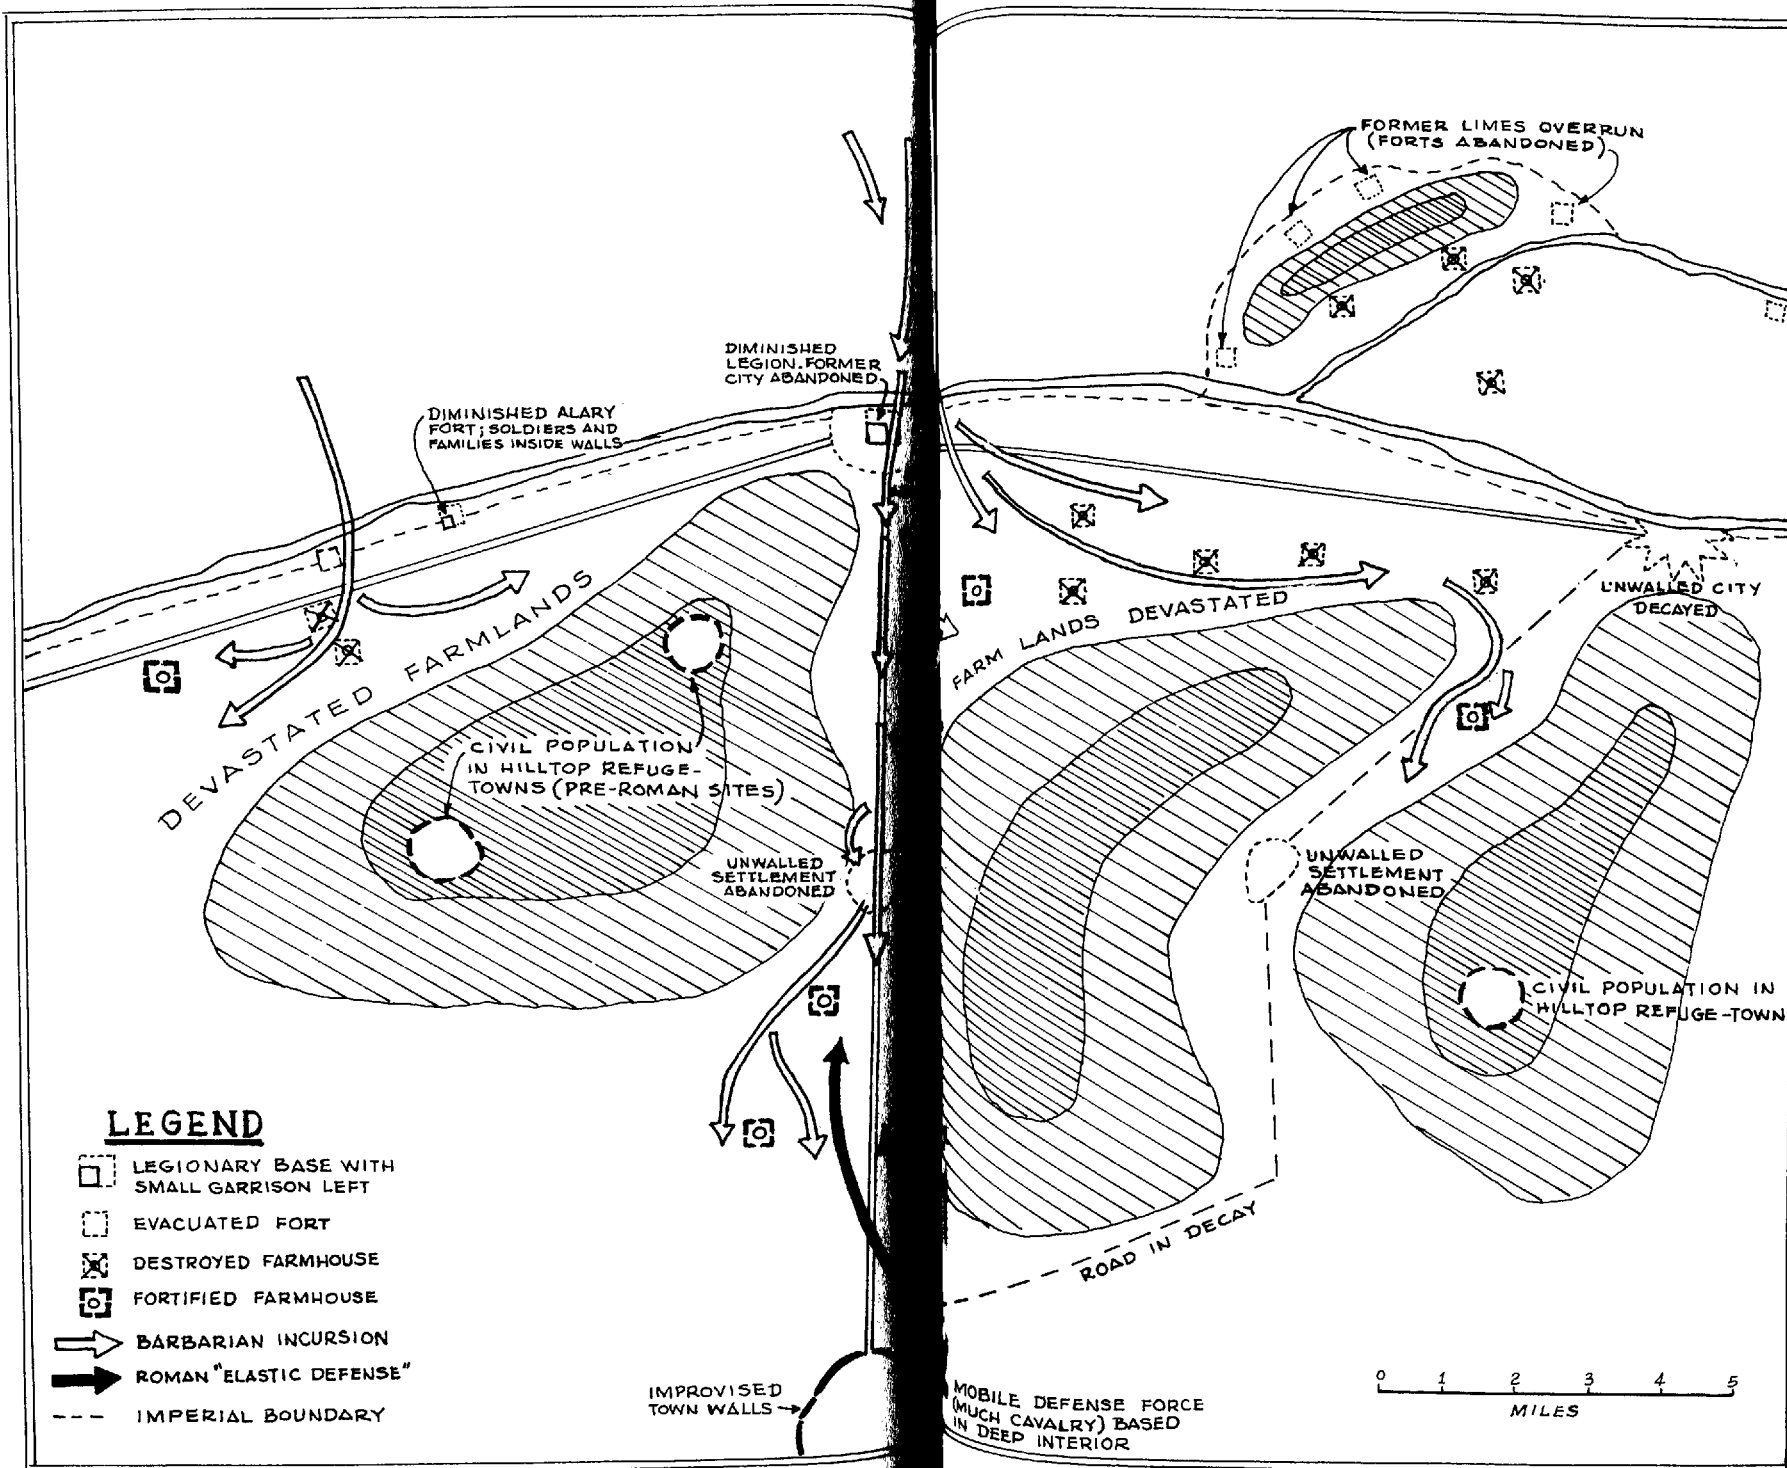 FORMER LIMES OVERRUN
(FORTS ABANDONED)
DIMINISHED
LEGION. FORMER
CITY ABANDONED
DIMINISHED ALARY
FORT; SOLDIERS AND
FAMILIES INSIDE WALLS
UNWALLED CITY
DECAYED
DEVASTATED FARMLANDS
FARM LANDS DEVASTATED
CIVIL POPULATION
IN HILLTOP REFUGE-
TOWNS (PRE-ROMAN SITES)
UNWALLED
SETTLEMENT
ABANDONED
UNWALLED
SETTLEMENT
ABANDONED
CIVIL POPULATION IN
HILLTOP REFUGE-TOWN
LEGEND
LEGIONARY BASE WITH
SMALL GARRISON LEFT
EVACUATED FORT
DESTROYED FARMHOUSE
FORTIFIED FARMHOUSE
BARBARIAN INCURSION
ROMAN "ELASTIC DEFENSE"
IMPERIAL BOUNDARY
ROAD IN DECAY
IMPROVISED
TOWN WALLS
MOBILE DEFENSE FORCE
(MUCH CAVALRY) BASED
IN DEEP INTERIOR
0 1 2 3 4 5
MILES